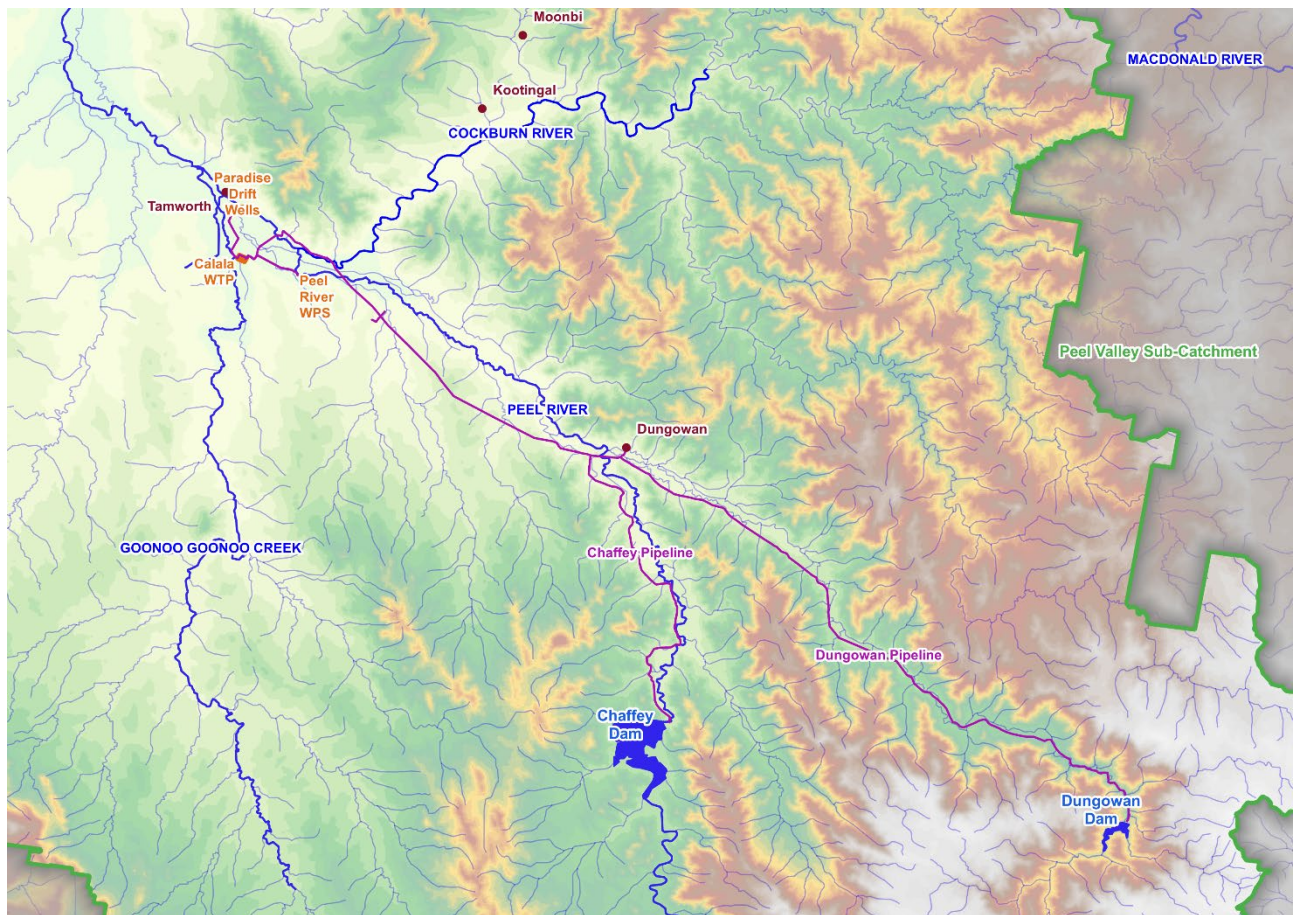 Moonbi
MACDONALD RIVER
Kootingal
COCKBURN RIVER
Paradise
Drift
Wells
Tamworth
Calala
WTP
Peel
River
WPS
Peel Valley Sub-Catchment
PEEL RIVER
Dungowan
GOONOO GOONOO CREEK
Chaffey Pipeline
Dungowan Pipeline
Chaffey
Dam
Dungowan
Dam